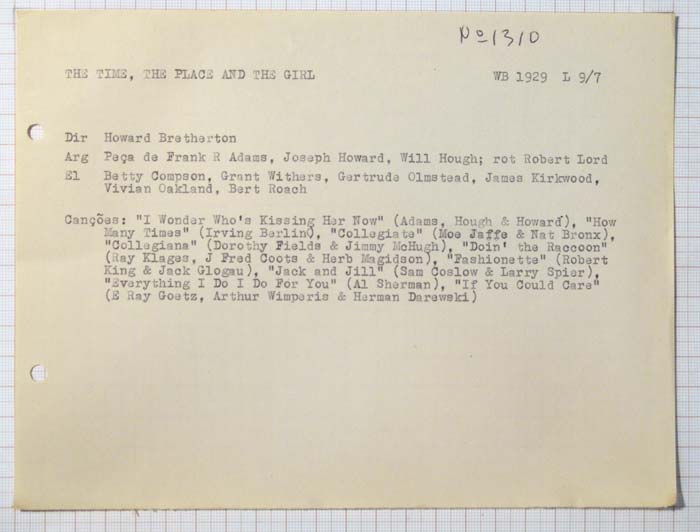 Nº 1310
THE TIME, THE PLACE AND THE GIRL WB 1929 L 9/7
Dir Howard Bretherton
Arg Peça de Frank R Adams, Joseph Howard, Will Hough; rot Robert Lord
El Betty Compson, Grant Withers, Gertrude Olmstead, James Kirkwood,
Vivian Oakland, Bert Roach
Canções: "I Wonder Who's Kissing Her Now" (Adams, Hough & Howard), "How
Many Times" (Irving Berlin), "Collegiate" (Moe Jaffe & Nat Bronx),
"Collegiana" (Dorothy Fields & Jimmy McHugh), "Doin' the Raccoon"
(Ray Klages, J Fred Coots & Herb Magidson), "Fashionette" (Robert
King & Jack Glogau), "Jack and Jill" (Sam Coslow & Larry Spier),
"Everything I Do I Do For You" (Al Sherman), "If You Could Care"
(E Ray Goetz, Arthur Wimperis & Herman Darewski)